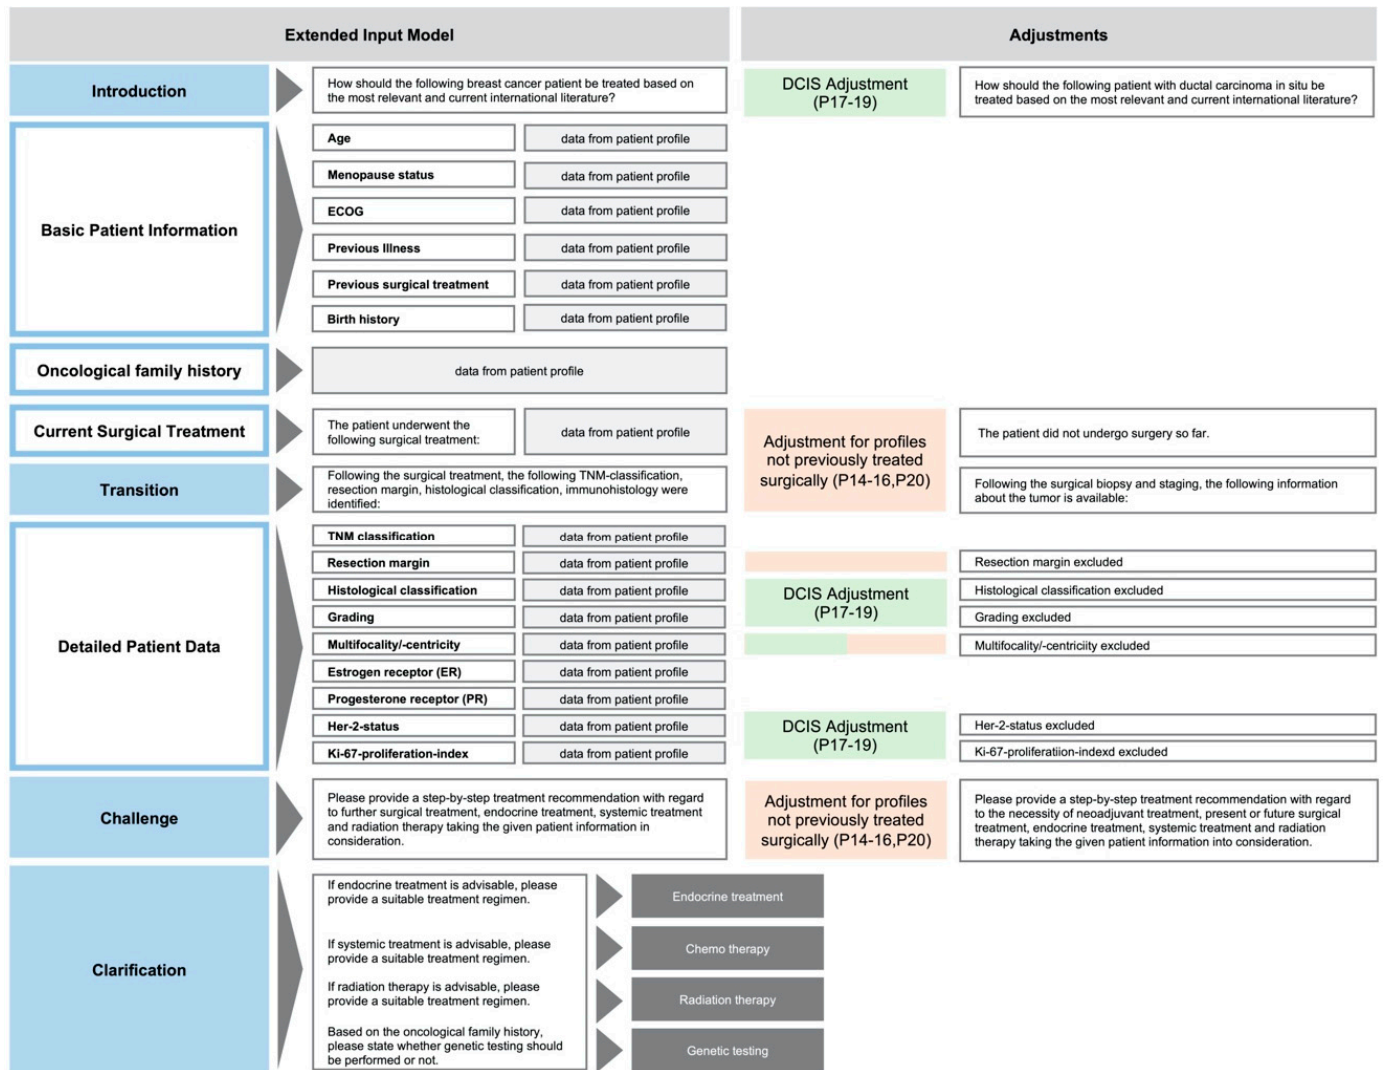 Extended Input Model
Adjustments
Introduction
How should the following breast cancer patient be treated based on
the most relevant and current international literature?
DCIS Adjustment
(P17-19)
How should the following patient with ductal carcinoma in situ be
treated based on the most relevant and current international literature?
Basic Patient Information
Age
data from patient profile
Menopause status
data from patient profile
ECOG
data from patient profile
Previous Illness
data from patient profile
Previous surgical treatment
data from patient profile
Birth history
data from patient profile
Oncological family history
data from patient profile
Current Surgical Treatment
The patient underwent the
following surgical treatment:
data from patient profile
Adjustment for profiles
not previously treated
surgically (P14-16,P20)
The patient did not undergo surgery so far.
Transition
Following the surgical treatment, the following TNM-classification,
resection margin, histological classification, immunohistology were
identified:
Following the surgical biopsy and staging, the following information
about the tumor is available:
Detailed Patient Data
TNM classification
data from patient profile
Resection margin
data from patient profile
Resection margin excluded
Histological classification
data from patient profile
DCIS Adjustment
(P17-19)
Histological classification excluded
Grading
data from patient profile
Grading excluded
Multifocality/-centricity
data from patient profile
Multifocality/-centriciity excluded
Estrogen receptor (ER)
data from patient profile
Progesterone receptor (PR)
data from patient profile
Her-2-status
data from patient profile
DCIS Adjustment
(P17-19)
Her-2-status excluded
Ki-67-proliferation-index
data from patient profile
Ki-67-proliferatiion-indexd excluded
Challenge
Please provide a step-by-step treatment recommendation with regard
to further surgical treatment, endocrine treatment, systemic treatment
and radiation therapy taking the given patient information in
consideration.
Adjustment for profiles
not previously treated
surgically (P14-16,P20)
Please provide a step-by-step treatment recommendation with regard
to the necessity of neoadjuvant treatment, present or future surgical
treatment, endocrine treatment, systemic treatment and radiation
therapy taking the given patient information into consideration.
Clarification
If endocrine treatment is advisable, please
provide a suitable treatment regimen.
Endocrine treatment
If systemic treatment is advisable, please
provide a suitable treatment regimen.
Chemo therapy
If radiation therapy is advisable, please
provide a suitable treatment regimen.
Radiation therapy
Based on the oncological family history,
please state whether genetic testing should
be performed or not.
Genetic testing